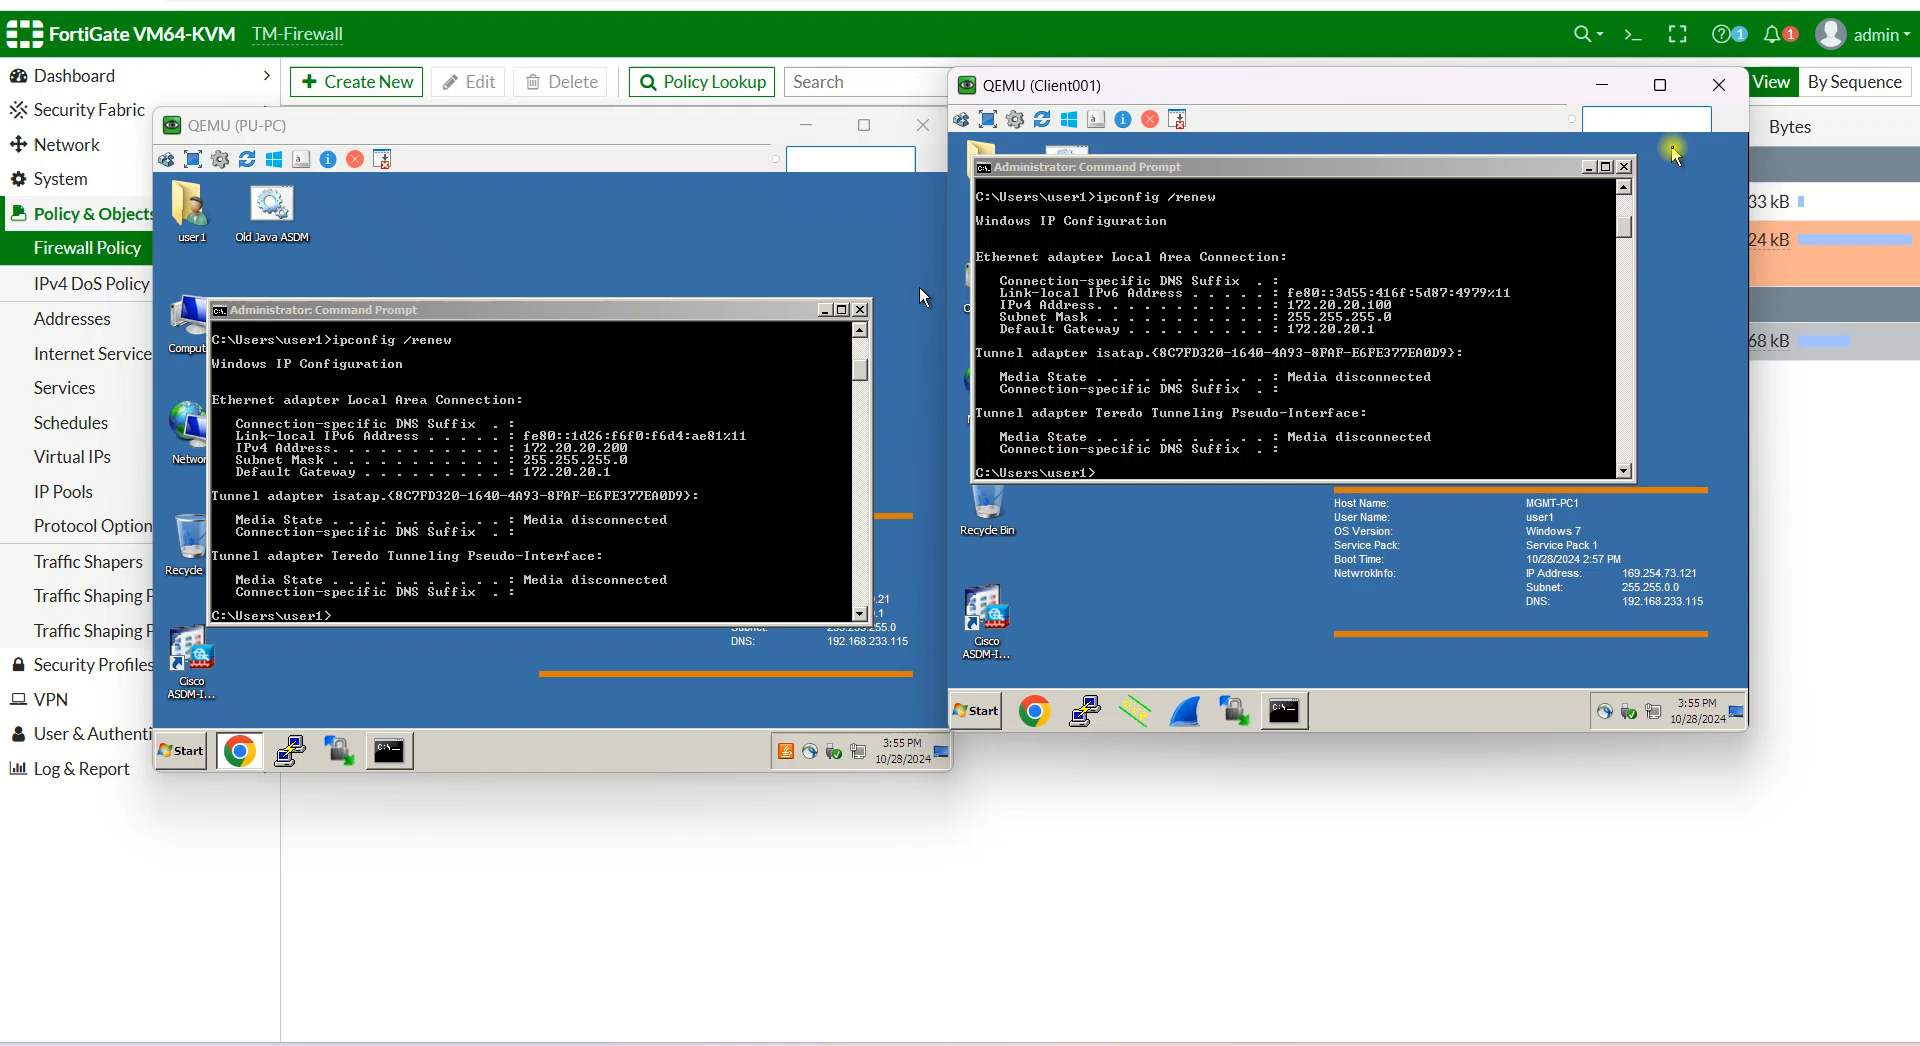 FortiGate VM64-KVM TM-Firewall
1 1 admin
Dashboard
Security Fabric
Network
System
Policy & Objects
Firewall Policy
IPv4 DoS Policy
Addresses
Internet Service
Services
Schedules
Virtual IPs
IP Pools
Protocol Option
Traffic Shapers
Traffic Shaping P
Traffic Shaping P
Security Profiles
VPN
User & Authenti
Log & Report
Create New Edit Delete Policy Lookup Search
View By Sequence
Bytes
33 kB
24 kB
68 kB
QEMU (PU-PC)
user1
Old Java ASDM
Comput
Networ
Recycle
Cisco
ASDM-I...
Administrator: Command Prompt
C:\Users\user1>ipconfig /renew
Windows IP Configuration
Ethernet adapter Local Area Connection:
Connection-specific DNS Suffix . :
Link-local IPv6 Address . . . . . : fe80::1d26:f6f0:f6d4:ae81%11
IPv4 Address. . . . . . . . . . . : 172.20.20.200
Subnet Mask . . . . . . . . . . . : 255.255.255.0
Default Gateway . . . . . . . . . : 172.20.20.1
Tunnel adapter isatap.{8C7FD320-1640-4A93-8FAF-E6FE377EA0D9}:
Media State . . . . . . . . . . . : Media disconnected
Connection-specific DNS Suffix . :
Tunnel adapter Teredo Tunneling Pseudo-Interface:
Media State . . . . . . . . . . . : Media disconnected
Connection-specific DNS Suffix . :
C:\Users\user1>
.21
.1
DNS: 192.168.233.115
Start
3:55 PM
10/28/2024
QEMU (Client001)
Administrator: Command Prompt
C:\Users\user1>ipconfig /renew
Windows IP Configuration
Ethernet adapter Local Area Connection:
Connection-specific DNS Suffix . :
Link-local IPv6 Address . . . . . : fe80::3d55:416f:5d87:4979%11
IPv4 Address. . . . . . . . . . . : 172.20.20.100
Subnet Mask . . . . . . . . . . . : 255.255.255.0
Default Gateway . . . . . . . . . : 172.20.20.1
Tunnel adapter isatap.{8C7FD320-1640-4A93-8FAF-E6FE377EA0D9}:
Media State . . . . . . . . . . . : Media disconnected
Connection-specific DNS Suffix . :
Tunnel adapter Teredo Tunneling Pseudo-Interface:
Media State . . . . . . . . . . . : Media disconnected
Connection-specific DNS Suffix . :
C:\Users\user1>
Recycle Bin
Cisco
ASDM-I...
Host Name: MGMT-PC1
User Name: user1
OS Version: Windows 7
Service Pack: Service Pack 1
Boot Time: 10/28/2024 2:57 PM
NetwrokInfo: IP Address: 169.254.73.121
Subnet: 255.255.0.0
DNS: 192.168.233.115
Start
3:55 PM
10/28/2024